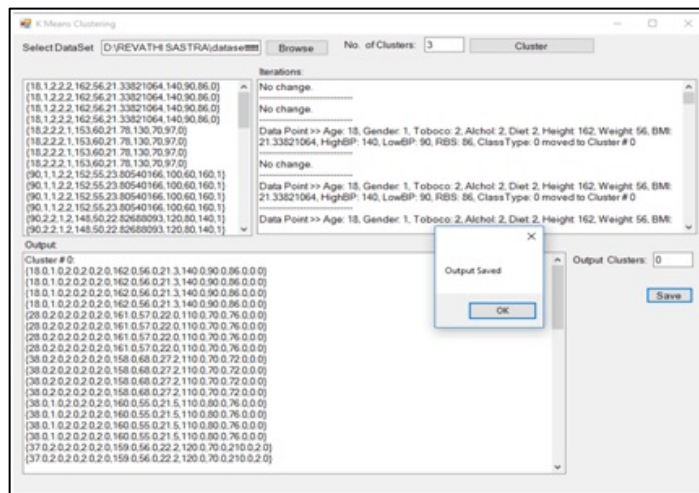 K Means Clustering
Select DataSet D:\REVATHI SASTRA\datase Browse No. of Clusters: 3 Cluster
Iterations:
{18,1,2,2,2,162,56,21.33821064,140,90,86,0}
{18,1,2,2,2,162,56,21.33821064,140,90,86,0}
{18,1,2,2,2,162,56,21.33821064,140,90,86,0}
{18,1,2,2,2,162,56,21.33821064,140,90,86,0}
{18,2,2,2,1,153,60,21.78,130,70,97,0}
{18,2,2,2,1,153,60,21.78,130,70,97,0}
{18,2,2,2,1,153,60,21.78,130,70,97,0}
{18,2,2,2,1,153,60,21.78,130,70,97,0}
{90,1,1,2,2,152,55,23.80540166,100,60,160,1}
{90,1,1,2,2,152,55,23.80540166,100,60,160,1}
{90,1,1,2,2,152,55,23.80540166,100,60,160,1}
{90,2,2,1,2,148,50,22.82688093,120,80,140,1}
{90,2,2,1,2,148,50,22.82688093,120,80,140,1}
No change.
No change.
Data Point >> Age: 18, Gender: 1, Toboco: 2, Alchol: 2, Diet: 2, Height: 162, Weight: 56, BMI:
21.33821064, HighBP: 140, LowBP: 90, RBS: 86, ClassType: 0 moved to Cluster # 0
No change.
Data Point >> Age: 18, Gender: 1, Toboco: 2, Alchol: 2, Diet: 2, Height: 162, Weight: 56, BMI:
21.33821064, HighBP: 140, LowBP: 90, RBS: 86, ClassType: 0 moved to Cluster # 0
Data Point >> Age: 18, Gender: 1, Toboco: 2, Alchol: 2, Diet: 2, Height: 162, Weight: 56, BMI:
Output:
Cluster # 0:
{18.0,1.0,2.0,2.0,2.0,162.0,56.0,21.3,140.0,90.0,86.0,0.0}
{18.0,1.0,2.0,2.0,2.0,162.0,56.0,21.3,140.0,90.0,86.0,0.0}
{18.0,1.0,2.0,2.0,2.0,162.0,56.0,21.3,140.0,90.0,86.0,0.0}
{18.0,1.0,2.0,2.0,2.0,162.0,56.0,21.3,140.0,90.0,86.0,0.0}
{28.0,2.0,2.0,2.0,2.0,161.0,57.0,22.0,110.0,70.0,76.0,0.0}
{28.0,2.0,2.0,2.0,2.0,161.0,57.0,22.0,110.0,70.0,76.0,0.0}
{28.0,2.0,2.0,2.0,2.0,161.0,57.0,22.0,110.0,70.0,76.0,0.0}
{28.0,2.0,2.0,2.0,2.0,161.0,57.0,22.0,110.0,70.0,76.0,0.0}
{38.0,2.0,2.0,2.0,2.0,158.0,68.0,27.2,110.0,70.0,72.0,0.0}
{38.0,2.0,2.0,2.0,2.0,158.0,68.0,27.2,110.0,70.0,72.0,0.0}
{38.0,2.0,2.0,2.0,2.0,158.0,68.0,27.2,110.0,70.0,72.0,0.0}
{38.0,2.0,2.0,2.0,2.0,158.0,68.0,27.2,110.0,70.0,72.0,0.0}
{38.0,1.0,2.0,2.0,2.0,160.0,55.0,21.5,110.0,80.0,76.0,0.0}
{38.0,1.0,2.0,2.0,2.0,160.0,55.0,21.5,110.0,80.0,76.0,0.0}
{38.0,1.0,2.0,2.0,2.0,160.0,55.0,21.5,110.0,80.0,76.0,0.0}
{38.0,1.0,2.0,2.0,2.0,160.0,55.0,21.5,110.0,80.0,76.0,0.0}
{37.0,2.0,2.0,2.0,2.0,159.0,56.0,22.2,120.0,70.0,210.0,2.0}
{37.0,2.0,2.0,2.0,2.0,159.0,56.0,22.2,120.0,70.0,210.0,2.0}
Output Saved
OK
Output Clusters: 0
Save